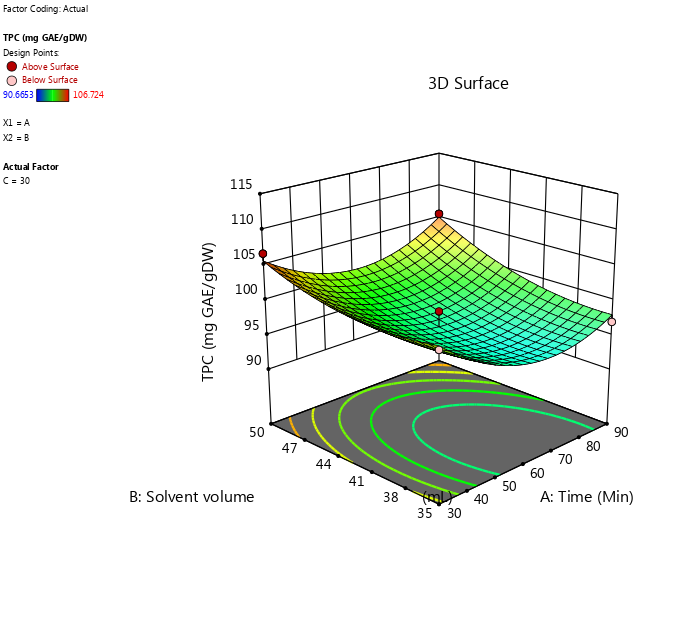 Factor Coding: Actual
TPC (mg GAE/gDW)
Design Points:
Above Surface
Below Surface
90.6653 106.724
X1 = A
X2 = B
Actual Factor
C = 30
3D Surface
115
110
105
100
95
90
TPC (mg GAE/gDW)
50
47
44
41
38
35
30
40
50
60
70
80
90
B: Solvent volume (mL)
A: Time (Min)